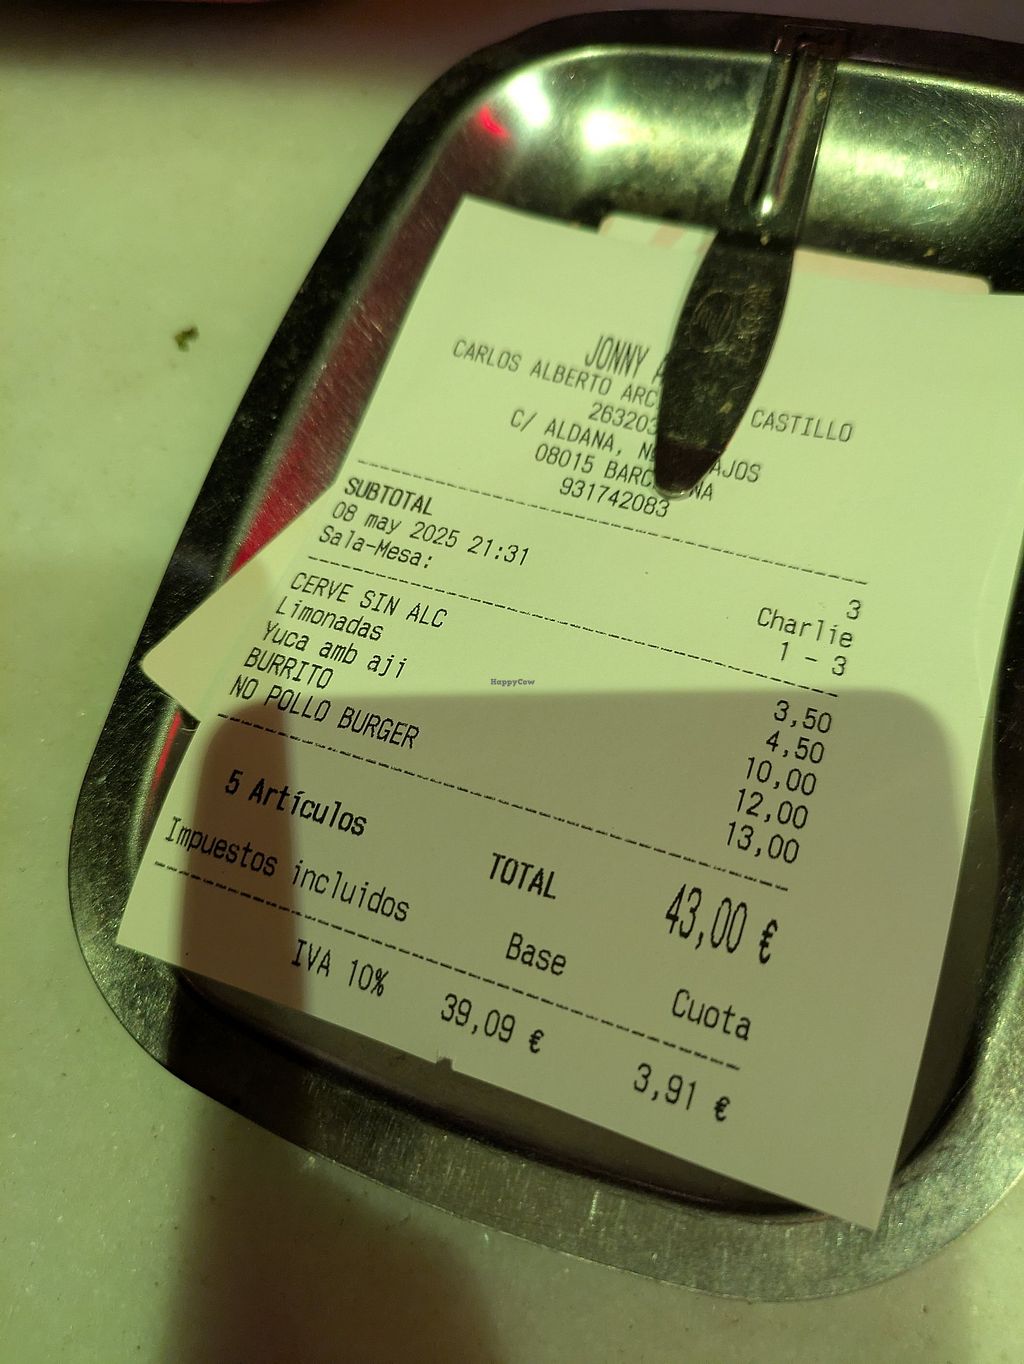 JONNY
CARLOS ALBERTO ARC CASTILLO
263203
C/ ALDANA, AJOS
08015 BARC NA
931742083
SUBTOTAL 3
08 may 2025 21:31 Charlie
Sala-Mesa: 1 - 3
CERVE SIN ALC 3,50
Limonadas 4,50
Yuca amb aji 10,00
BURRITO 12,00
NO POLLO BURGER 13,00
5 Artículos TOTAL 43,00 €
Impuestos incluidos Base Cuota
IVA 10% 39,09 € 3,91 €
HappyCow